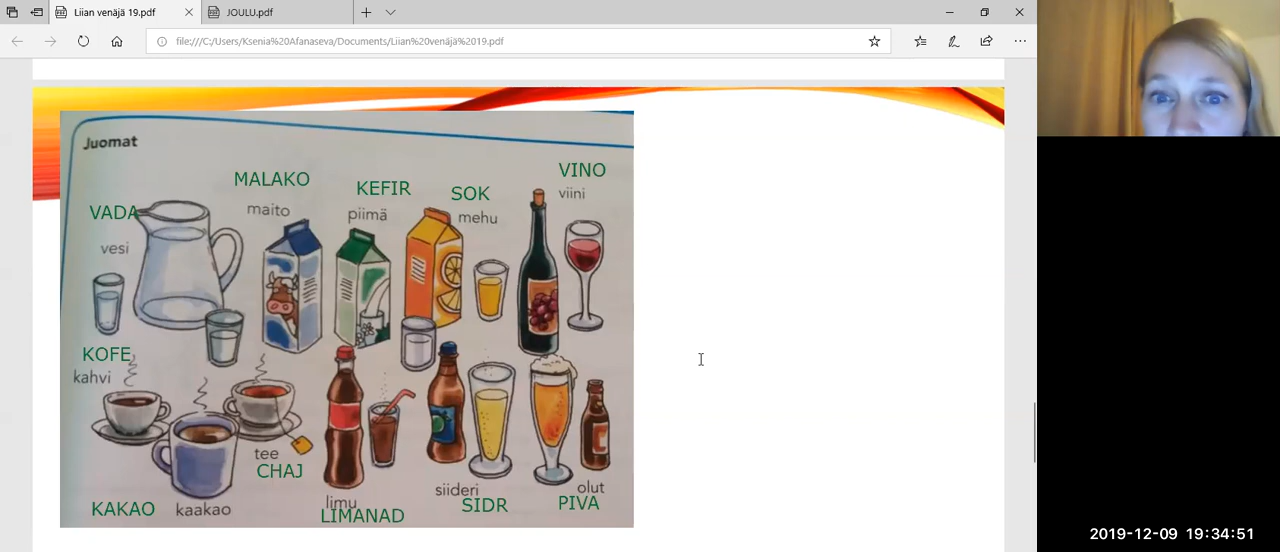 Liian venäjä 19.pdf
JOULU.pdf
file:///C:/Users/Ksenia%20Afanaseva/Documents/Liian%20venäjä%2019.pdf
Juomat
VADA
vesi
MALAKO
maito
KEFIR
piimä
SOK
mehu
VINO
viini
KOFE
kahvi
tee
CHAJ
KAKAO
kaakao
limu
LIMANAD
siideri
SIDR
olut
PIVA
2019-12-09 19:34:51